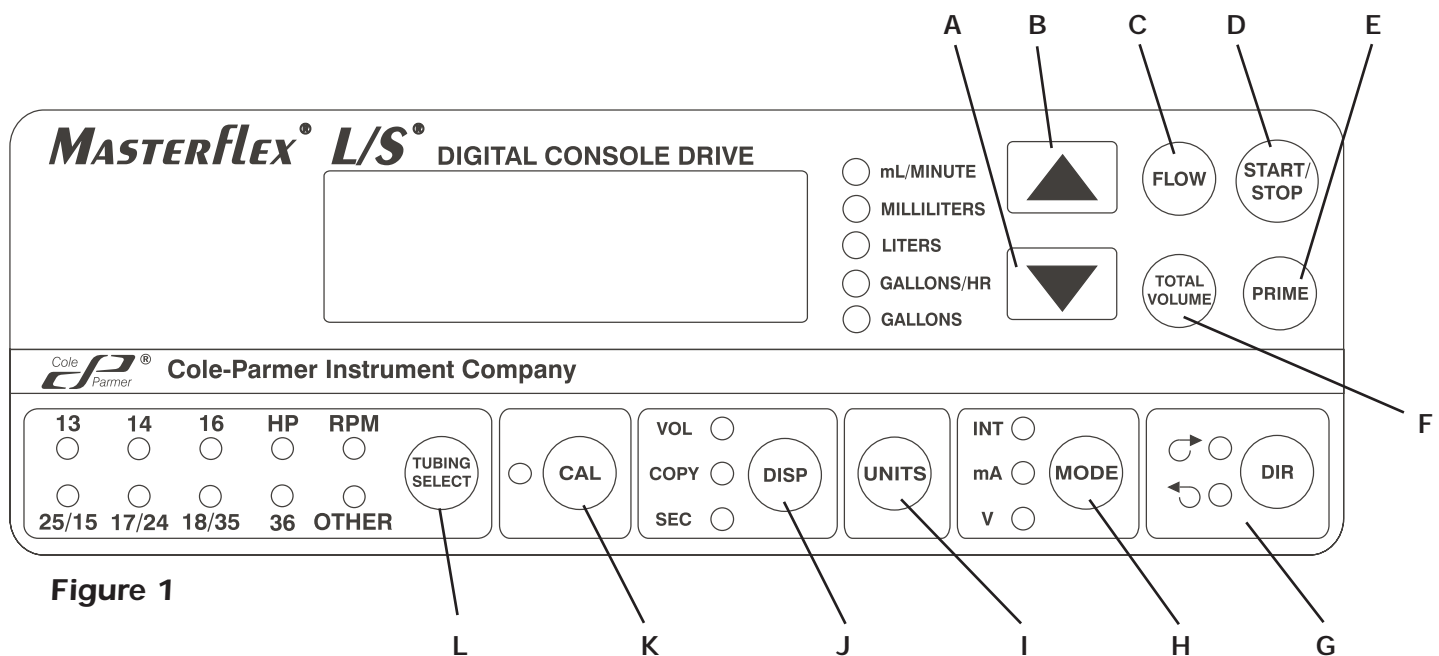 A B C D E
MASTERFLEX® L/S® DIGITAL CONSOLE DRIVE
mL/MINUTE
MILLILITERS
LITERS
GALLONS/HR
GALLONS
FLOW
START/
STOP
TOTAL
VOLUME
PRIME
F
Cole
Parmer ® Cole-Parmer Instrument Company
13 14 16 HP RPM
25/15 17/24 18/35 36 OTHER
TUBING
SELECT
CAL
VOL
COPY
SEC
DISP
UNITS
INT
mA
V
MODE
DIR
Figure 1
L K J I H G